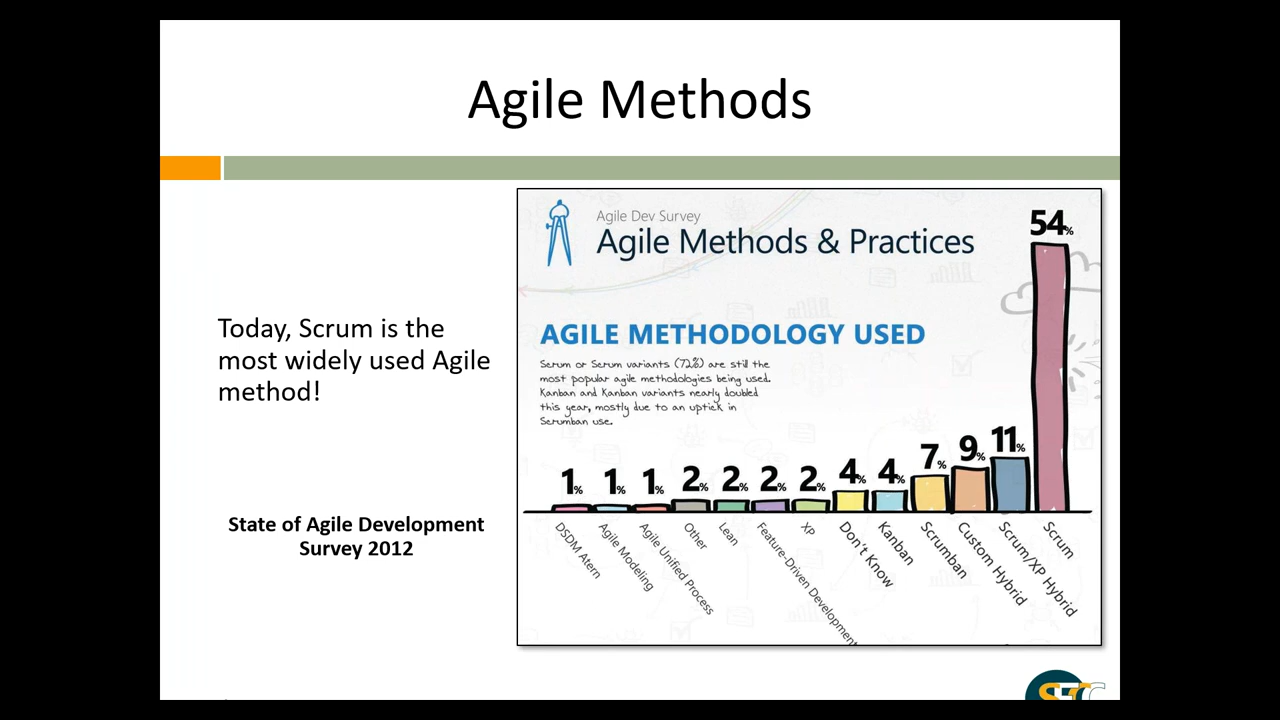 Agile Methods
Today, Scrum is the
most widely used Agile
method!
State of Agile Development
Survey 2012
Agile Dev Survey
Agile Methods & Practices
AGILE METHODOLOGY USED
Scrum or Scrum variants (72%) are still the
most popular agile methodologies being used.
Kanban and Kanban variants nearly doubled
this year, mostly due to an uptick in
Scrumban use.
1% 1% 1% 2% 2% 2% 2% 4% 4% 7% 9% 11% 54%
DSDM Atern
Agile Modeling
Agile Unified Process
Other
Lean
Feature-Driven Development
XP
Don't Know
Kanban
Scrumban
Custom Hybrid
Scrum/XP Hybrid
Scrum